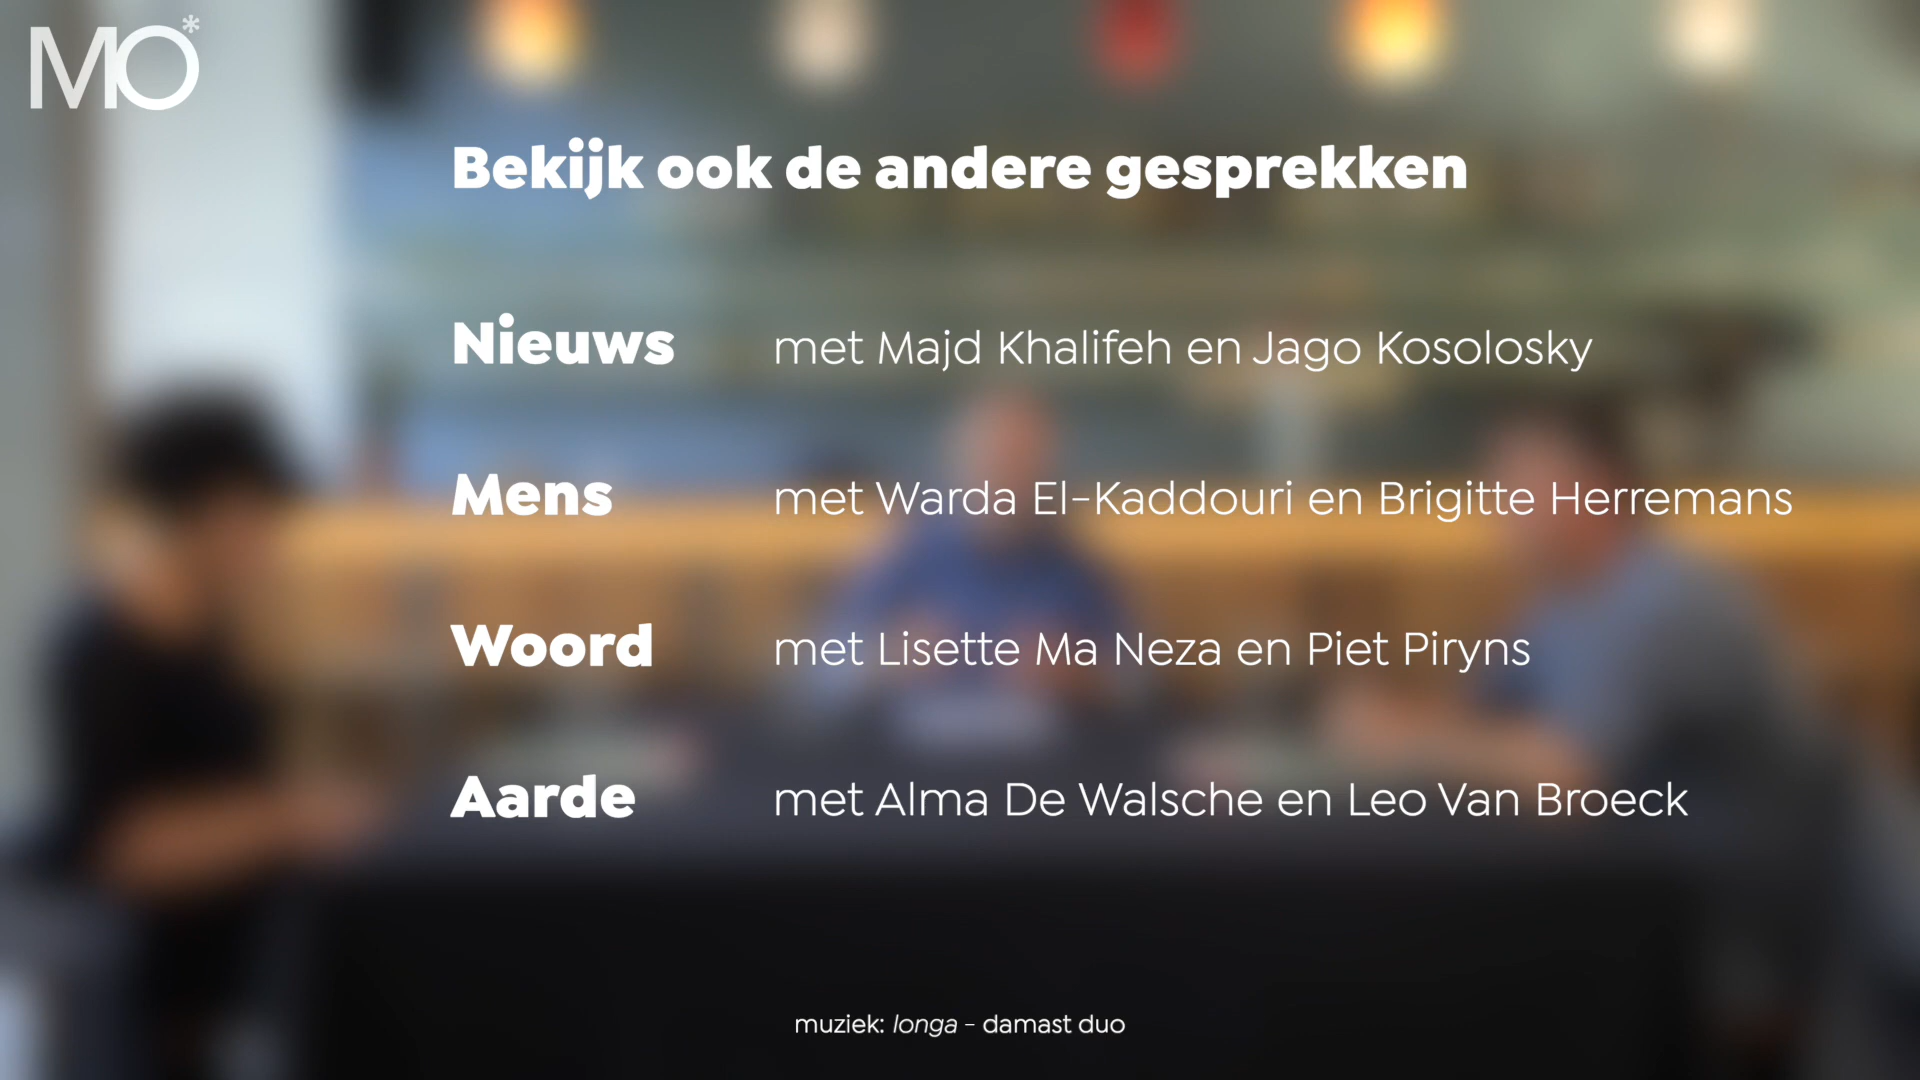 MO*
Bekijk ook de andere gesprekken
Nieuws met Majd Khalifeh en Jago Kosolosky
Mens met Warda El-Kaddouri en Brigitte Herremans
Woord met Lisette Ma Neza en Piet Piryns
Aarde met Alma De Walsche en Leo Van Broeck
muziek: longa - damast duo